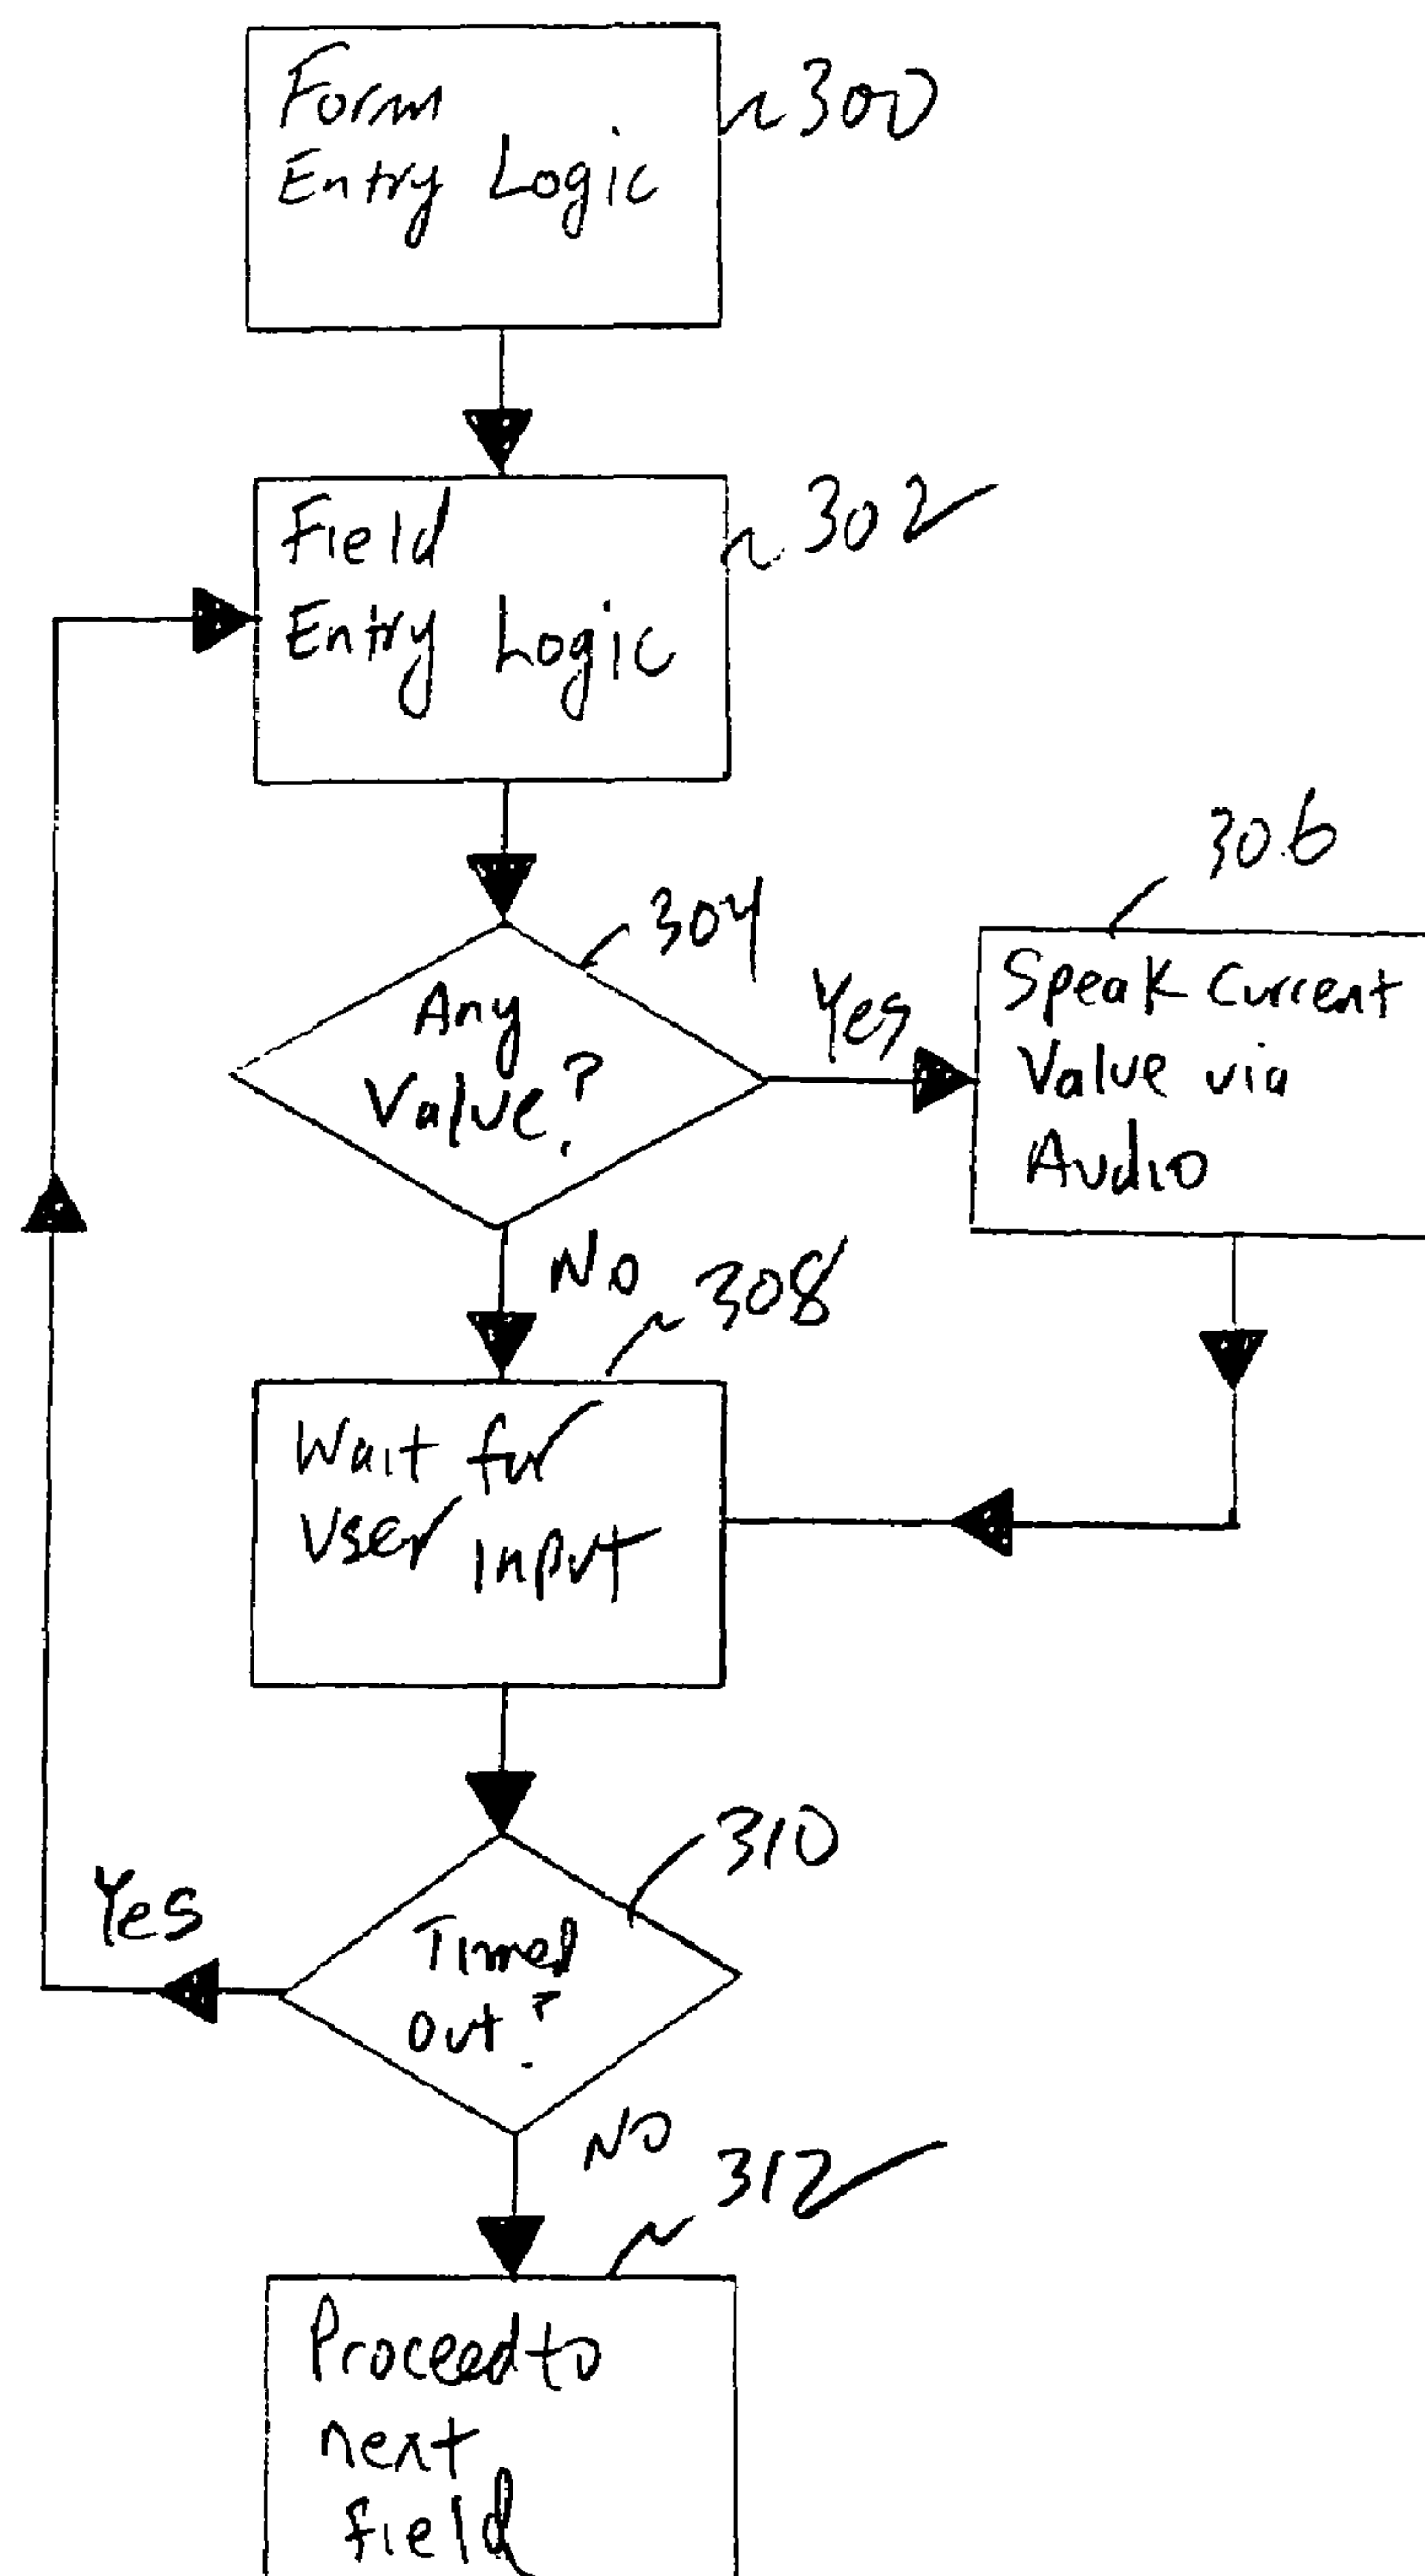 Form
Entry Logic
300
Field
Entry Logic
302
304
Any
Value?
Yes
306
Speak Current
Value via
Audio
No
308
Wait for
User Input
310
Timed
Out?
Yes
No
312
Proceed to
next
field